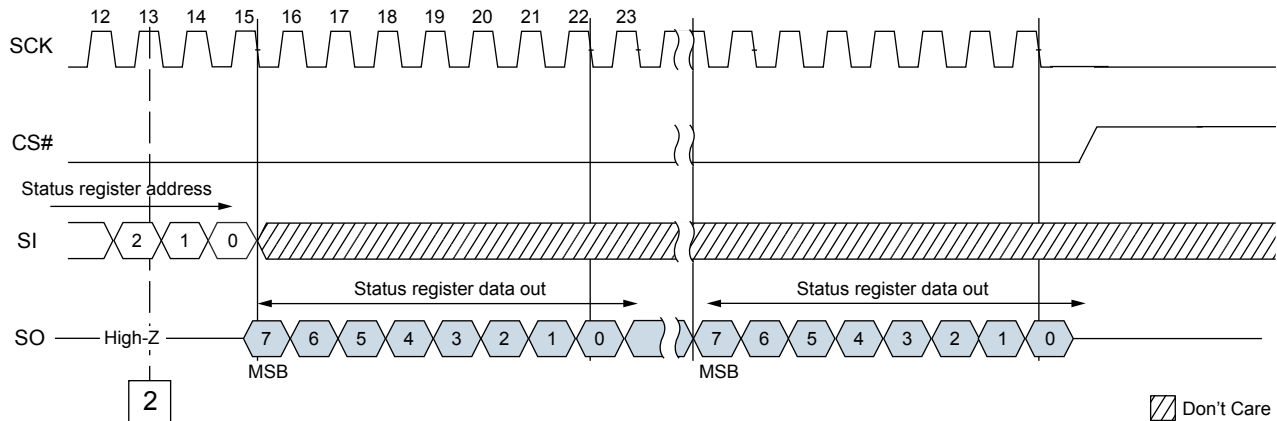 12 13 14 15 16 17 18 19 20 21 22 23
SCK
CS#
Status register address
SI 2 1 0
Status register data out Status register data out
SO High-Z 7 6 5 4 3 2 1 0 7 6 5 4 3 2 1 0
MSB MSB
2
Don't Care